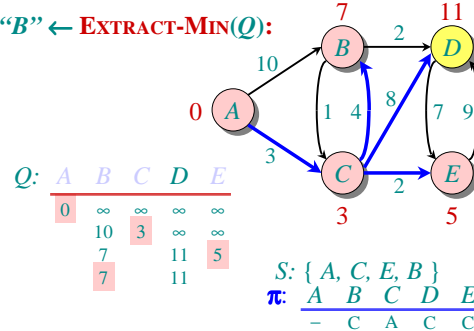 "B" ← EXTRACT-MIN(Q):
7 11
B 2 D
10
0 A 1 4 8 7 9
3
C 2 E
3 5
Q: A B C D E
0 ∞ ∞ ∞ ∞
10 3 ∞ ∞
7 11 5
7 11
S: { A, C, E, B }
π: A B C D E
– C A C C